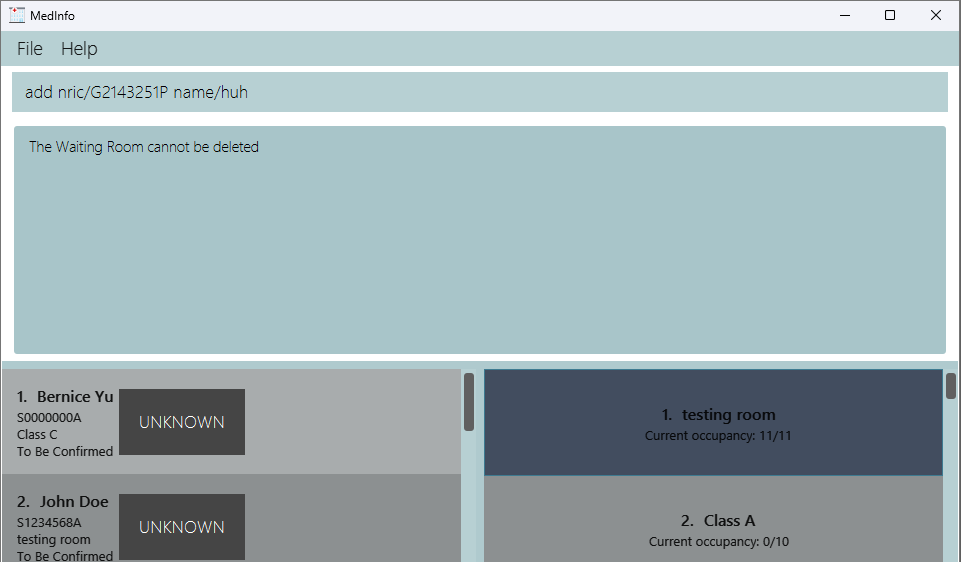 MedInfo
File Help
add nric/G2143251P name/huh
The Waiting Room cannot be deleted
1. Bernice Yu
S0000000A
Class C
To Be Confirmed
UNKNOWN
2. John Doe
S1234568A
testing room
To Be Confirmed
UNKNOWN
1. testing room
Current occupancy: 11/11
2. Class A
Current occupancy: 0/10